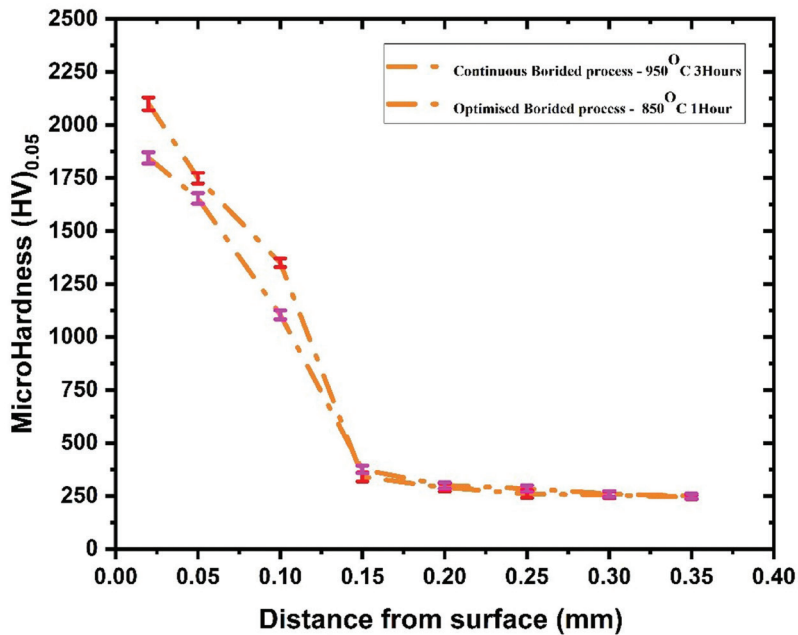 2500
2250
2000
1750
1500
1250
1000
750
500
250
0
MicroHardness (HV)0.05
Continuous Borided process - 950OC 3Hours
Optimised Borided process - 850OC 1Hour
0.00 0.05 0.10 0.15 0.20 0.25 0.30 0.35 0.40
Distance from surface (mm)